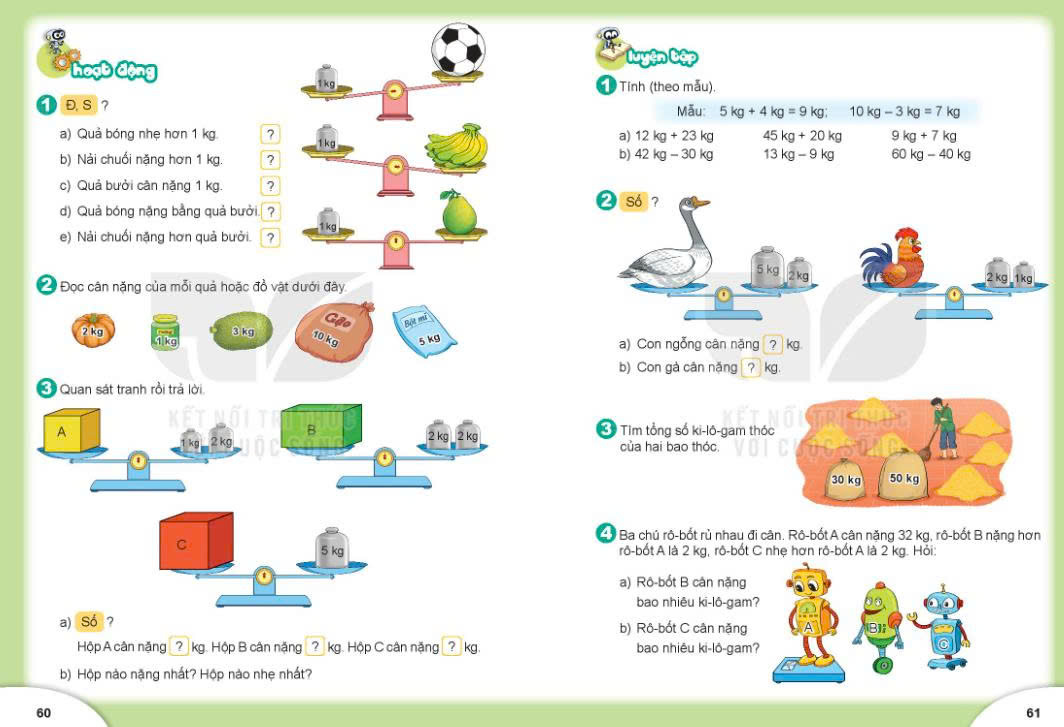 hoạt động
1 kg
1 Đ, S ?
a) Quả bóng nhẹ hơn 1 kg. ?
1 kg
b) Nải chuối nặng hơn 1 kg. ?
c) Quả bưởi cân nặng 1 kg. ?
d) Quả bóng nặng bằng quả bưởi. ?
1 kg
e) Nải chuối nặng hơn quả bưởi. ?
2 Đọc cân nặng của mỗi quả hoặc đồ vật dưới đây.
2 kg
1 kg
3 kg
Gạo
10 kg
Bột mì
5 kg
3 Quan sát tranh rồi trả lời.
KẾT NỐI TRI THỨC
VỚI CUỘC SỐNG
A
1 kg 2 kg
B
2 kg 2 kg
C
5 kg
a) Số ?
Hộp A cân nặng ? kg. Hộp B cân nặng ? kg. Hộp C cân nặng ? kg.
b) Hộp nào nặng nhất? Hộp nào nhẹ nhất?
60
luyện tập
1 Tính (theo mẫu).
Mẫu: 5 kg + 4 kg = 9 kg; 10 kg – 3 kg = 7 kg
a) 12 kg + 23 kg 45 kg + 20 kg 9 kg + 7 kg
b) 42 kg – 30 kg 13 kg – 9 kg 60 kg – 40 kg
2 Số ?
5 kg 2 kg
2 kg 1 kg
a) Con ngỗng cân nặng ? kg.
b) Con gà cân nặng ? kg.
KẾT NỐI TRI THỨC
VỚI CUỘC SỐNG
3 Tìm tổng số ki-lô-gam thóc
của hai bao thóc.
30 kg
50 kg
4 Ba chú rô-bốt rủ nhau đi cân. Rô-bốt A cân nặng 32 kg, rô-bốt B nặng hơn
rô-bốt A là 2 kg, rô-bốt C nhẹ hơn rô-bốt A là 2 kg. Hỏi:
a) Rô-bốt B cân nặng
bao nhiêu ki-lô-gam?
b) Rô-bốt C cân nặng
bao nhiêu ki-lô-gam?
A
B
C
61